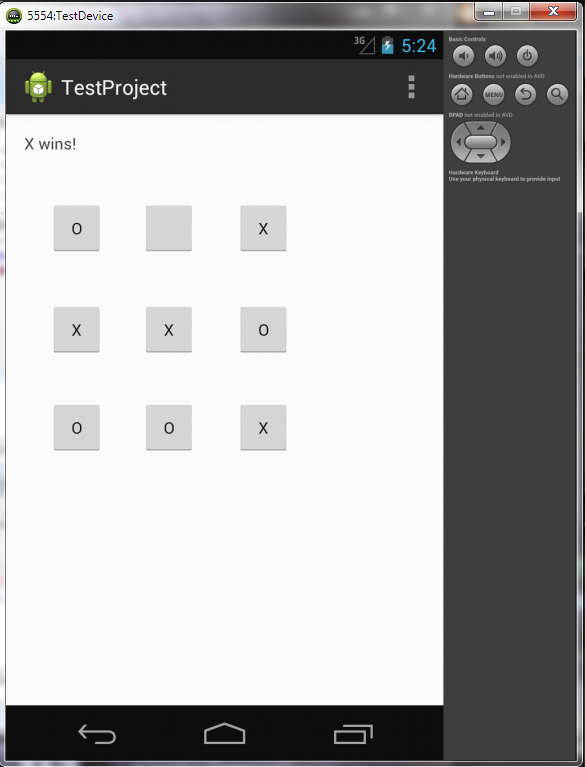 5554:TestDevice
3G 5:24
TestProject
X wins!
O X
X X O
O O X
Basic Controls
Hardware Buttons not enabled in AVD
MENU
DPAD not enabled in AVD
Hardware Keyboard
Use your physical keyboard to provide input